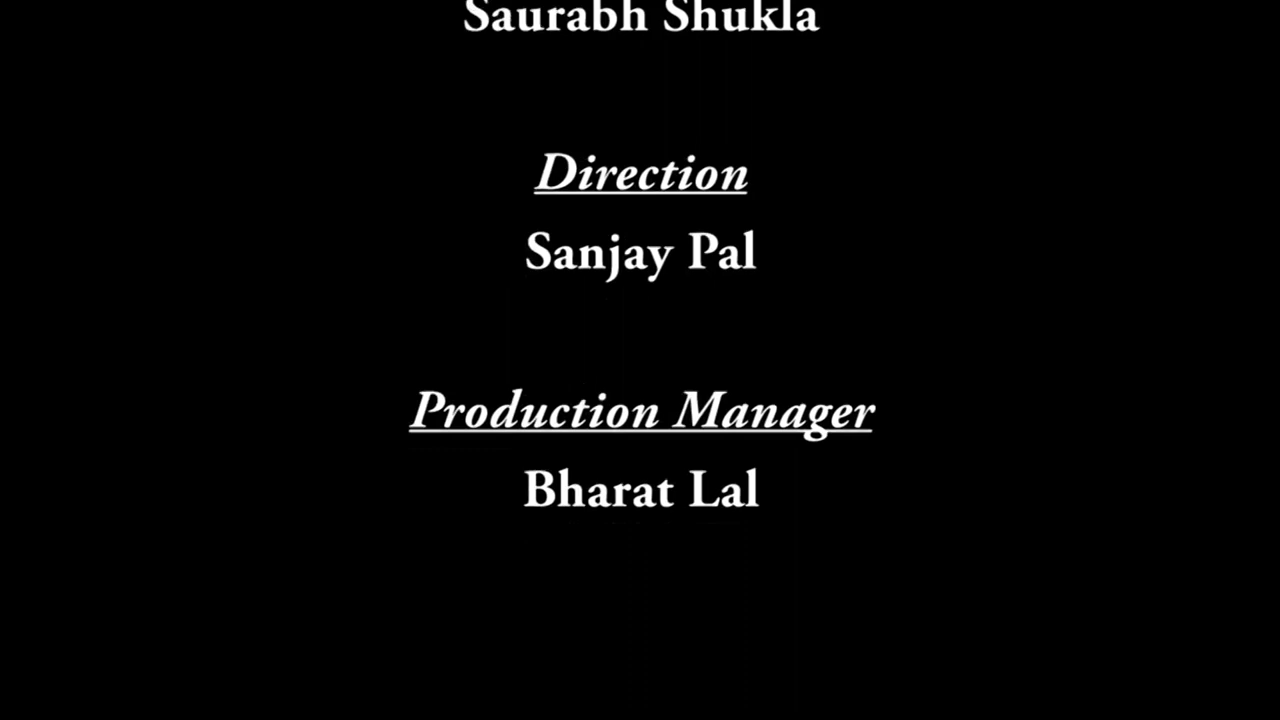 Saurabh Shukla
Direction
Sanjay Pal
Production Manager
Bharat Lal